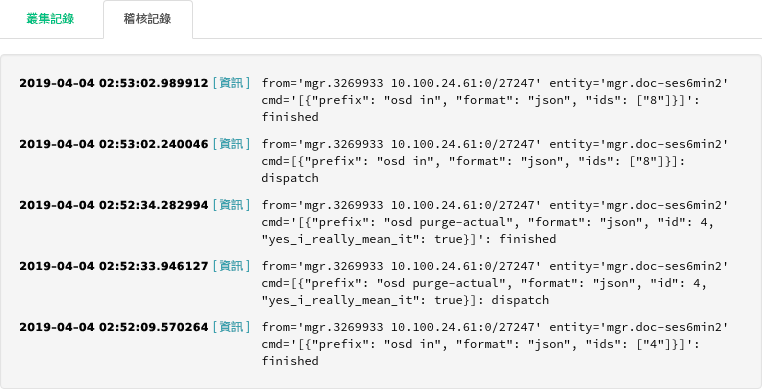 叢集記錄 稽核記錄
2019-04-04 02:53:02.989912 [ 資訊 ] from='mgr.3269933 10.100.24.61:0/27247' entity='mgr.doc-ses6min2'
cmd='[{"prefix": "osd in", "format": "json", "ids": ["8"]}]':
finished
2019-04-04 02:53:02.240046 [ 資訊 ] from='mgr.3269933 10.100.24.61:0/27247' entity='mgr.doc-ses6min2'
cmd=[{"prefix": "osd in", "format": "json", "ids": ["8"]}]:
dispatch
2019-04-04 02:52:34.282994 [ 資訊 ] from='mgr.3269933 10.100.24.61:0/27247' entity='mgr.doc-ses6min2'
cmd='[{"prefix": "osd purge-actual", "format": "json", "id": 4,
"yes_i_really_mean_it": true}]': finished
2019-04-04 02:52:33.946127 [ 資訊 ] from='mgr.3269933 10.100.24.61:0/27247' entity='mgr.doc-ses6min2'
cmd=[{"prefix": "osd purge-actual", "format": "json", "id": 4,
"yes_i_really_mean_it": true}]: dispatch
2019-04-04 02:52:09.570264 [ 資訊 ] from='mgr.3269933 10.100.24.61:0/27247' entity='mgr.doc-ses6min2'
cmd='[{"prefix": "osd in", "format": "json", "ids": ["4"]}]':
finished